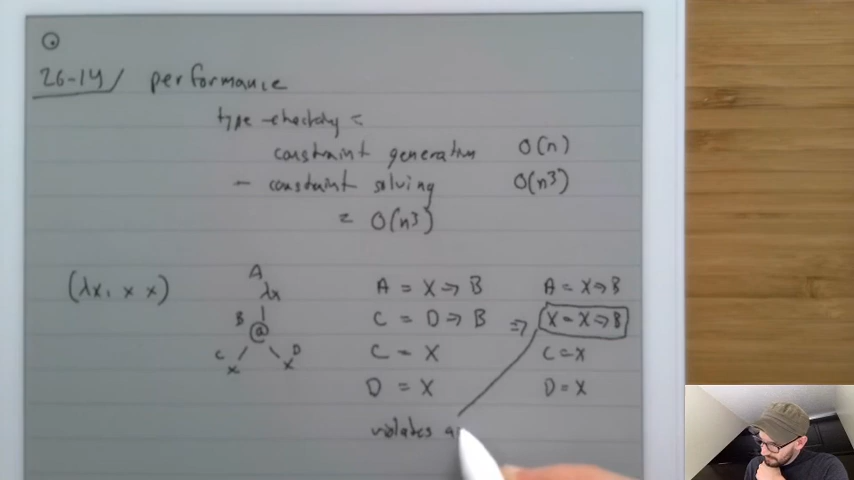 26-14/ performance
type-checking =
constraint generation O(n)
- constraint solving O(n³)
= O(n³)
(λx. x x)
A
λx
B
@
C D
x x
A = X → B
C = D → B
C = X
D = X
⇒
A = X → B
X = X → B
C = X
D = X
violates